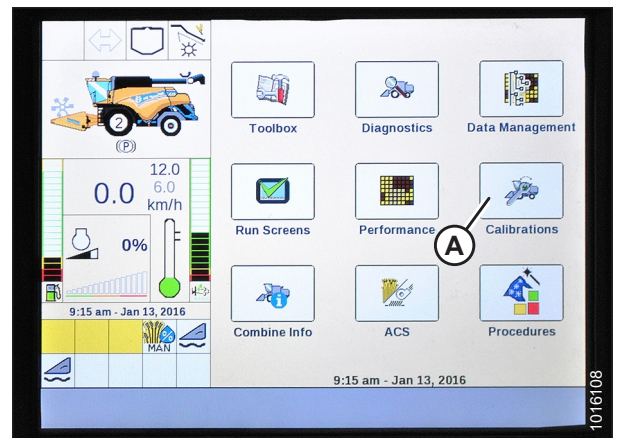 2
(P)
12.0
6.0
0.0
km/h
0%
9:15 am - Jan 13, 2016
MAN
Toolbox
Diagnostics
Data Management
Run Screens
Performance
Calibrations
A
Combine Info
ACS
Procedures
9:15 am - Jan 13, 2016
1016108